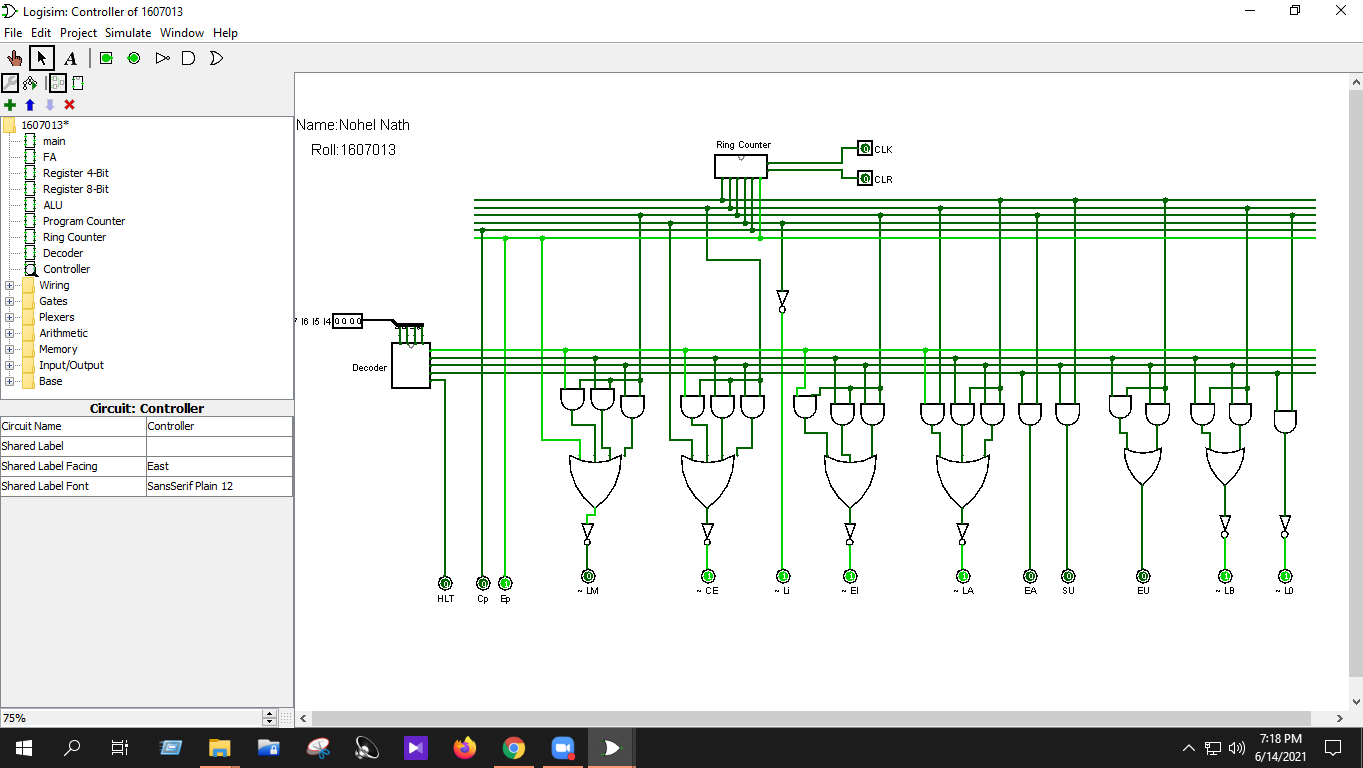 Logisim: Controller of 1607013
File Edit Project Simulate Window Help
A
1607013*
main
FA
Register 4-Bit
Register 8-Bit
ALU
Program Counter
Ring Counter
Decoder
Controller
Wiring
Gates
Plexers
Arithmetic
Memory
Input/Output
Base
Circuit: Controller
Circuit Name Controller
Shared Label
Shared Label Facing East
Shared Label Font SansSerif Plain 12
75%
Name:Nohel Nath
Roll:1607013
Ring Counter
0 CLK
0 CLR
7 I6 I5 I4 0 0 0 0
Decoder
0 0 1 0 1 1 1 1 0 0 0 1 1
HLT Cp Ep ~ LM ~ CE ~ Li ~ EI ~ LA EA SU EU ~ LB ~ LO
7:18 PM
6/14/2021